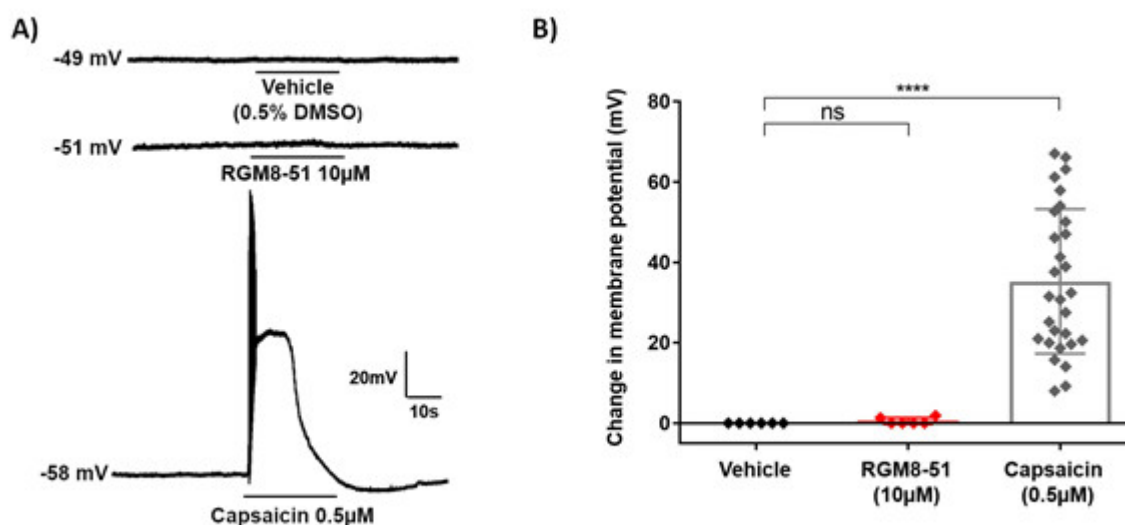 A)
-49 mV
Vehicle
(0.5% DMSO)
-51 mV
RGM8-51 10µM
20mV
10s
-58 mV
Capsaicin 0.5µM
B)
****
ns
Change in membrane potential (mV)
80
60
40
20
0
Vehicle
RGM8-51
(10µM)
Capsaicin
(0.5µM)